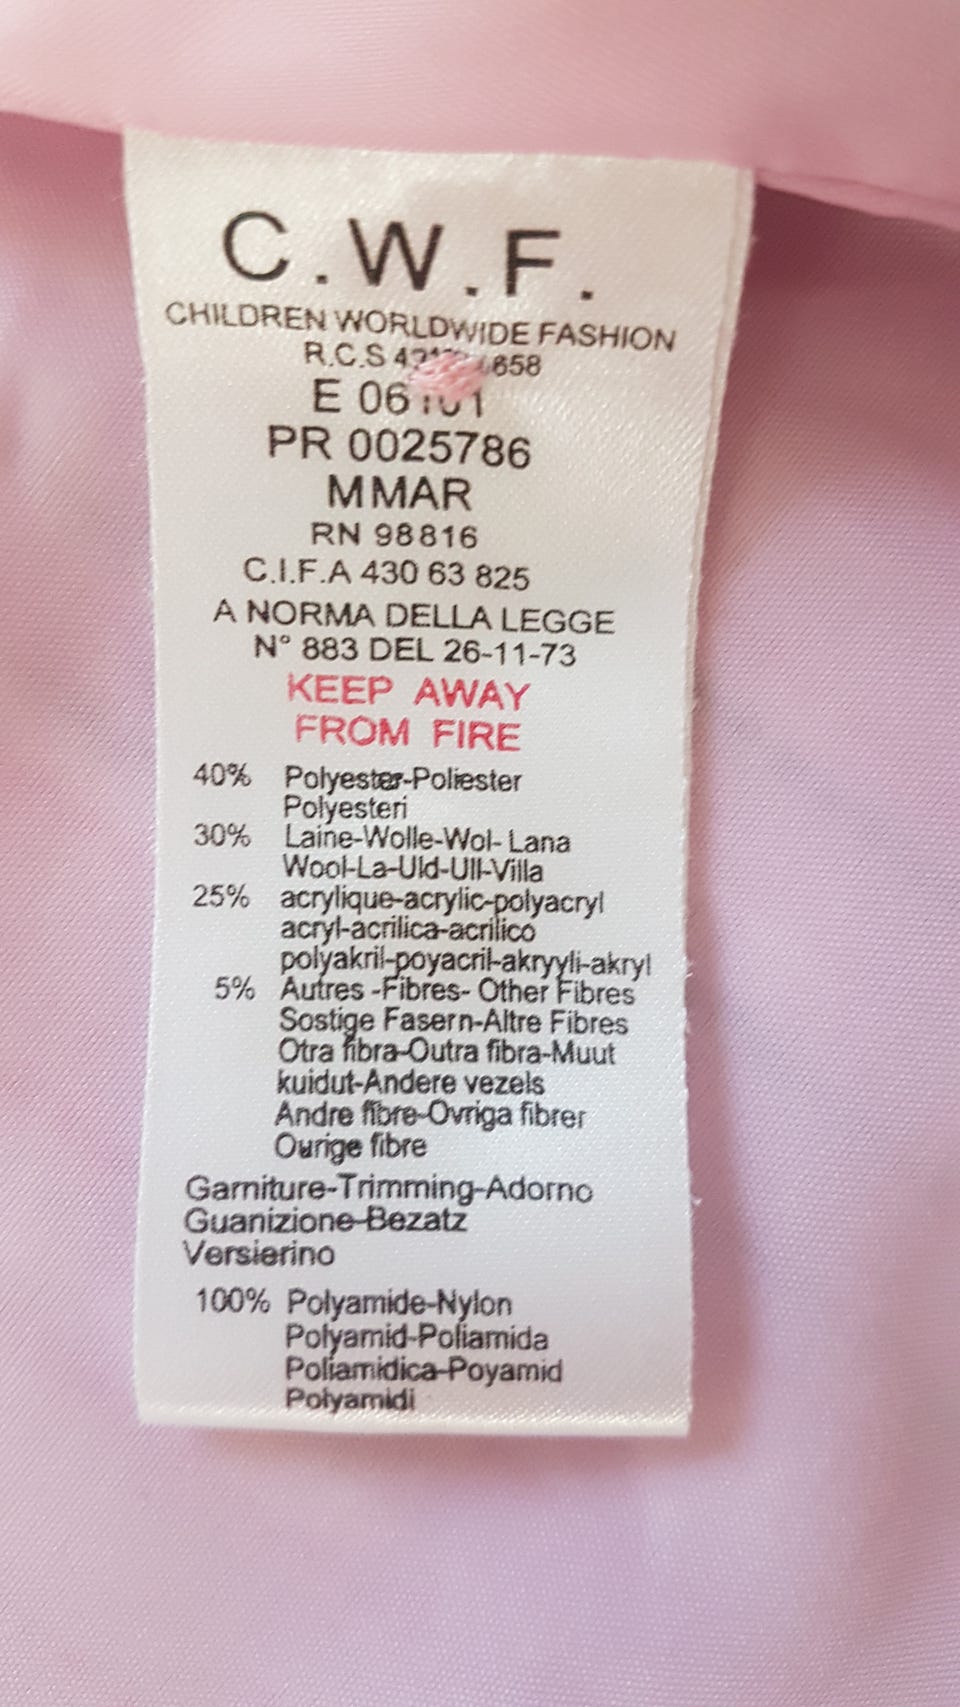 C.W.F.
CHILDREN WORLDWIDE FASHION
R.C.S
E
PR 0025786
MMAR
RN 98816
C.I.F.A 430 63 825
A NORMA DELLA LEGGE
N° 883 DEL 26-11-73
KEEP AWAY
FROM FIRE
40% Polyester-Poliester
Polyesteri
30% Laine-Wolle-Wol- Lana
Wool-La-Uld-Ull-Villa
25% acrylique-acrylic-polyacryl
acryl-acrilica-acrilico
polyakril-poyacril-akryyli-akryl
5% Autres -Fibres- Other Fibres
Sostige Fasern-Altre Fibres
Otra fibra-Outra fibra-Muut
kuidut-Andere vezels
Andre fibre-Ovriga fibrer
Ourige fibre
Garniture-Trimming-Adorno
Guanizione-Bezatz
Versierino
100% Polyamide-Nylon
Polyamid-Poliamida
Poliamidica-Poyamid
Polyamidi